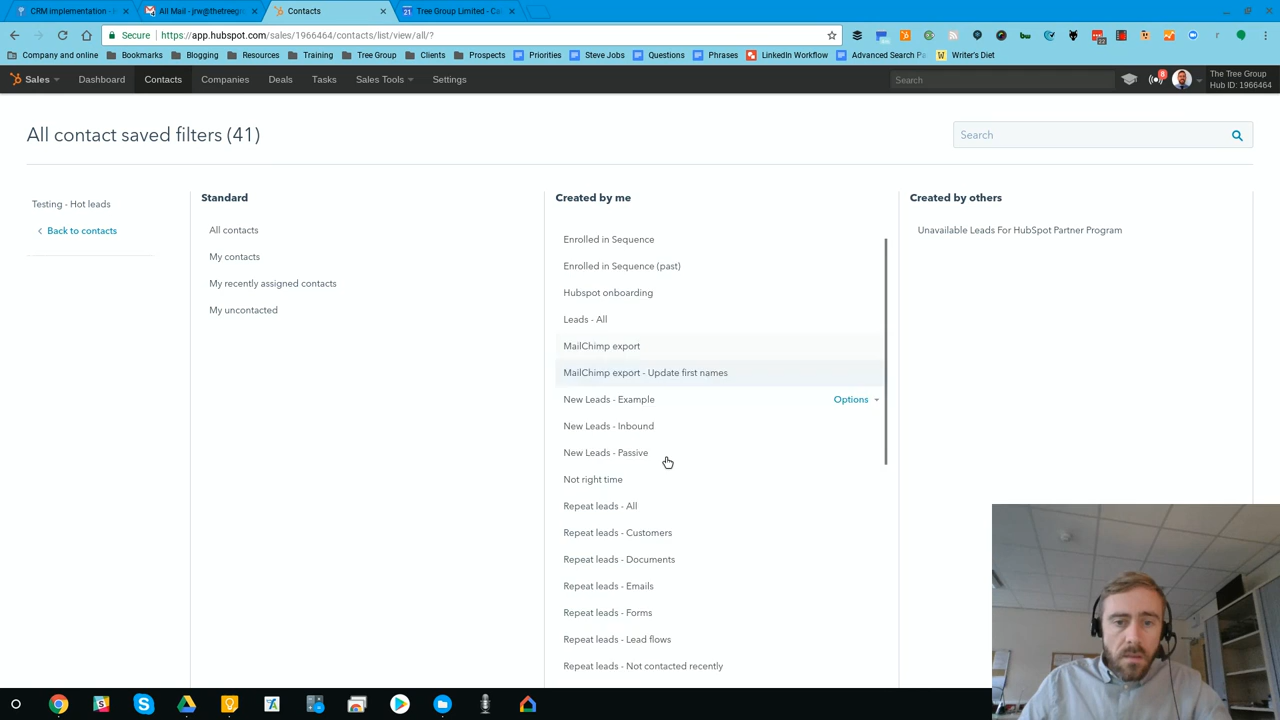 CRM implementation - H
All Mail - jrw@thetreegr
Contacts
Tree Group Limited - Ca
Secure
https://app.hubspot.com/sales/1966464/contacts/list/view/all/?
Company and online
Bookmarks
Blogging
Resources
Training
Tree Group
Clients
Prospects
Priorities
Steve Jobs
Questions
Phrases
LinkedIn Workflow
Advanced Search Pa
Writer's Diet
Sales
Dashboard
Contacts
Companies
Deals
Tasks
Sales Tools
Settings
Search
8
The Tree Group
Hub ID: 1966464
All contact saved filters (41)
Search
Testing - Hot leads
Back to contacts
Standard
All contacts
My contacts
My recently assigned contacts
My uncontacted
Created by me
Enrolled in Sequence
Enrolled in Sequence (past)
Hubspot onboarding
Leads - All
MailChimp export
MailChimp export - Update first names
New Leads - Example
Options
New Leads - Inbound
New Leads - Passive
Not right time
Repeat leads - All
Repeat leads - Customers
Repeat leads - Documents
Repeat leads - Emails
Repeat leads - Forms
Repeat leads - Lead flows
Repeat leads - Not contacted recently
Created by others
Unavailable Leads For HubSpot Partner Program